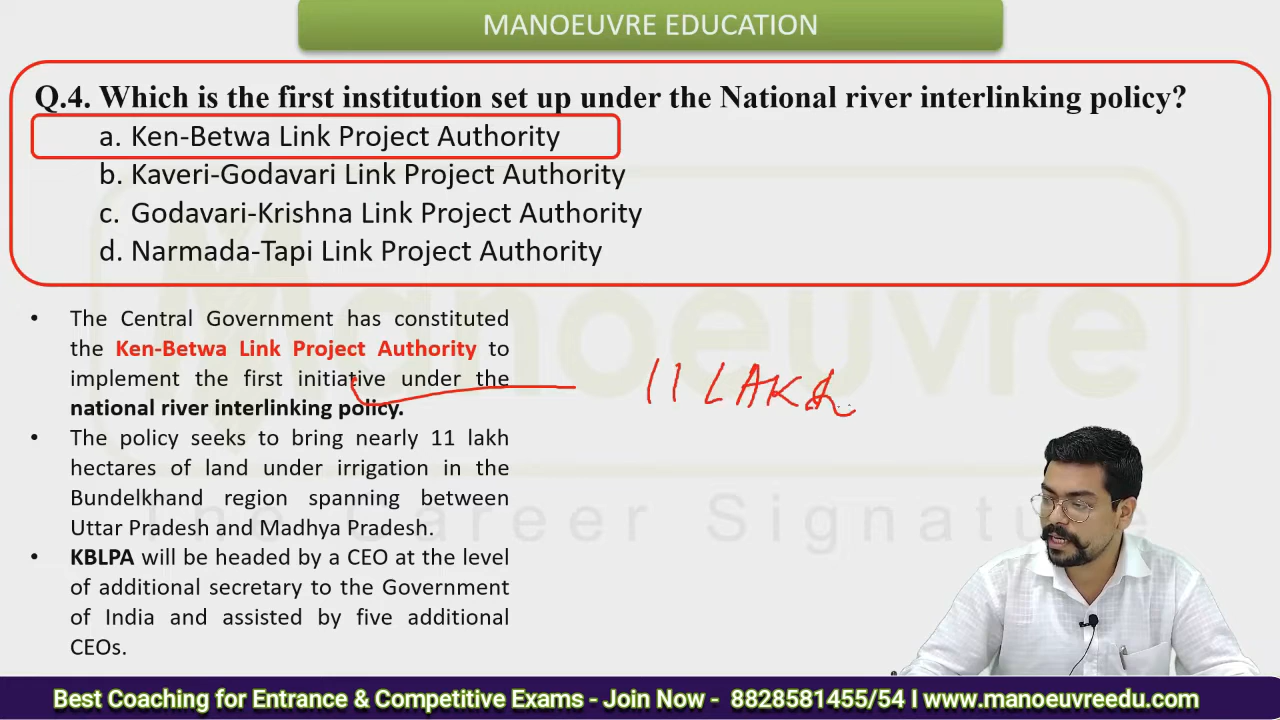 MANOEUVRE EDUCATION
Q.4. Which is the first institution set up under the National river interlinking policy?
a. Ken-Betwa Link Project Authority
b. Kaveri-Godavari Link Project Authority
c. Godavari-Krishna Link Project Authority
d. Narmada-Tapi Link Project Authority
• The Central Government has constituted
the Ken-Betwa Link Project Authority to
implement the first initiative under the
national river interlinking policy.
• The policy seeks to bring nearly 11 lakh
hectares of land under irrigation in the
Bundelkhand region spanning between
Uttar Pradesh and Madhya Pradesh.
• KBLPA will be headed by a CEO at the level
of additional secretary to the Government
of India and assisted by five additional
CEOs.
11 LAKh
Manoeuvre
The Career Signature
Best Coaching for Entrance & Competitive Exams - Join Now - 8828581455/54 I www.manoeuvreedu.com